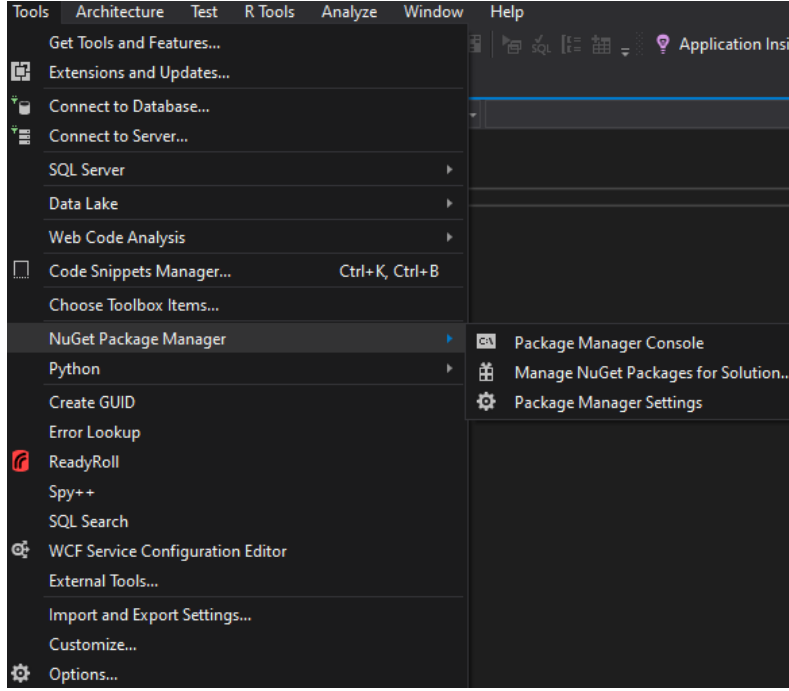 Tools Architecture Test R Tools Analyze Window Help
Get Tools and Features...
Application Insi
Extensions and Updates...
Connect to Database...
Connect to Server...
SQL Server
Data Lake
Web Code Analysis
Code Snippets Manager... Ctrl+K, Ctrl+B
Choose Toolbox Items...
NuGet Package Manager
Package Manager Console
Python
Manage NuGet Packages for Solution...
Create GUID
Package Manager Settings
Error Lookup
ReadyRoll
Spy++
SQL Search
WCF Service Configuration Editor
External Tools...
Import and Export Settings...
Customize...
Options...